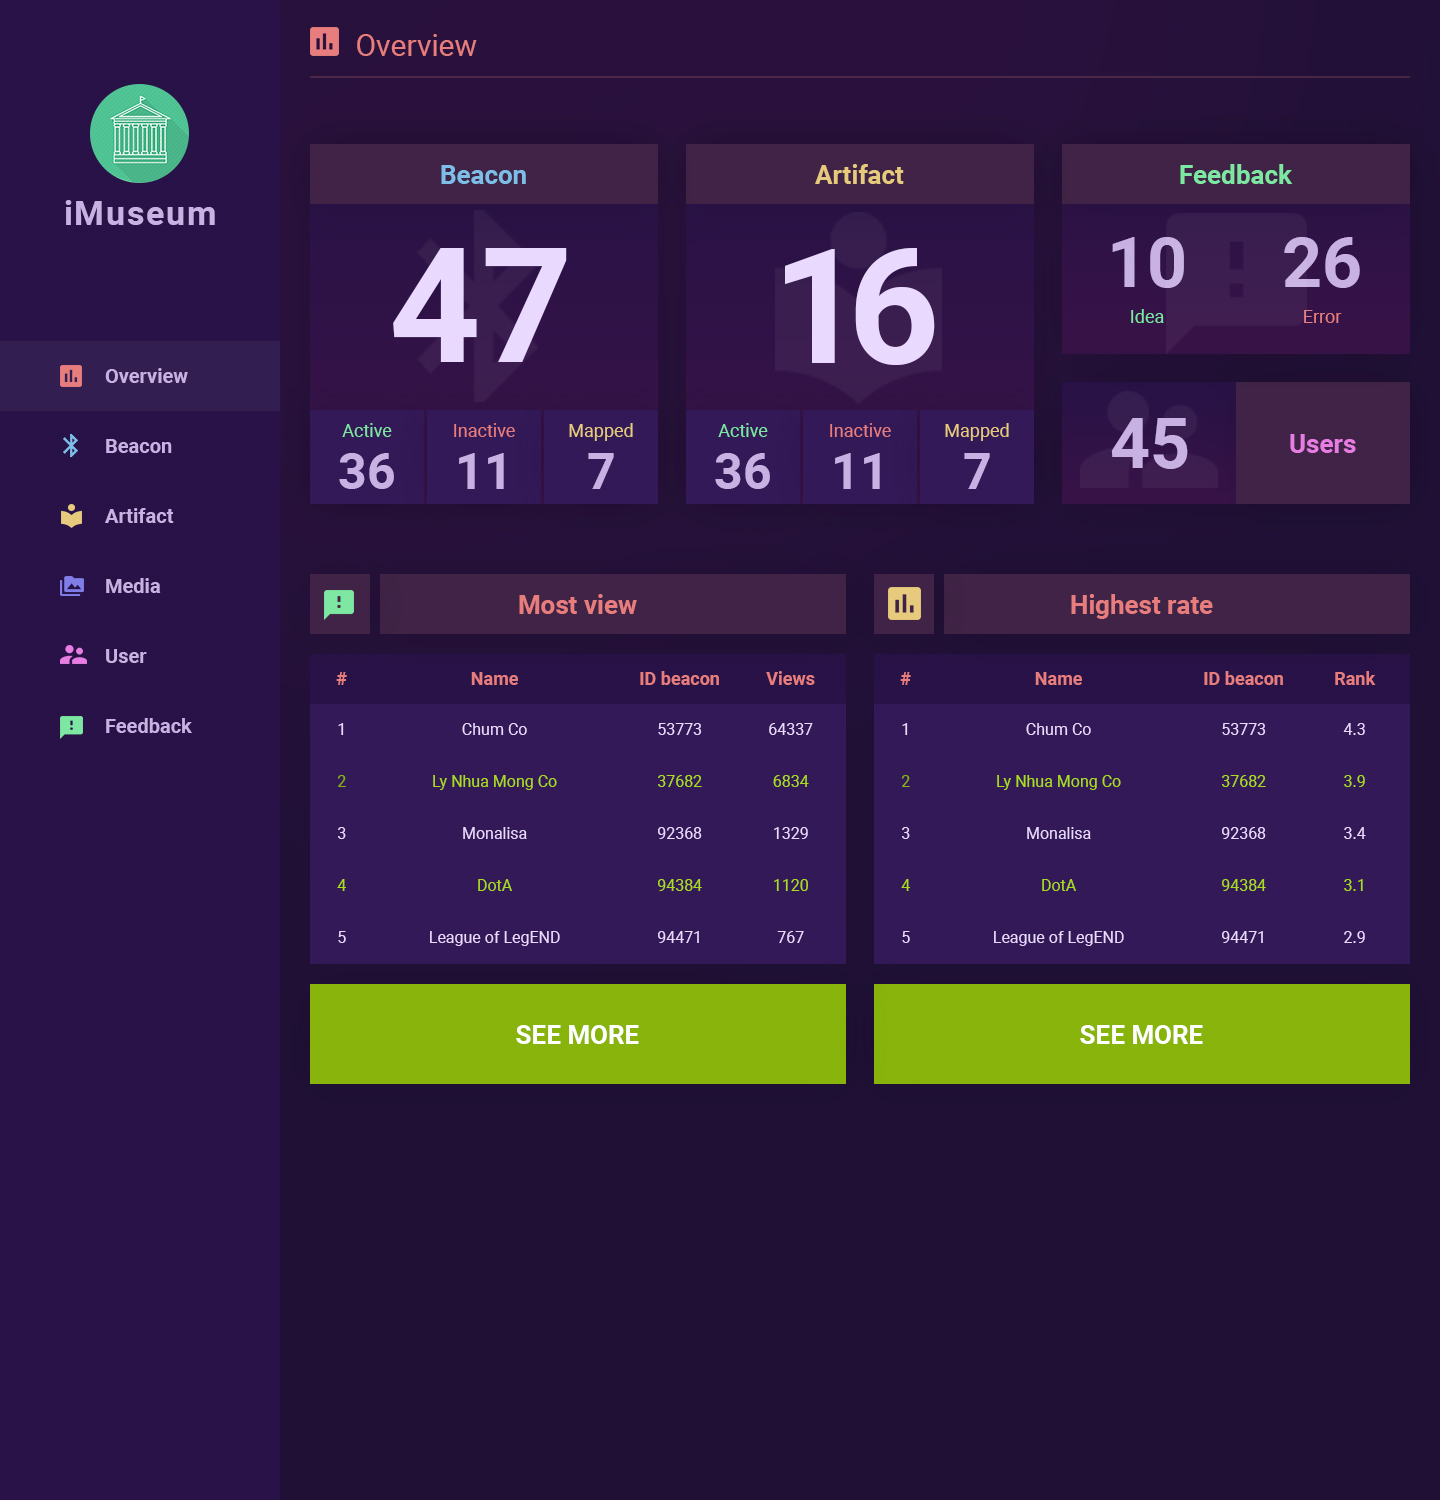 Overview
iMuseum
Overview
Beacon
Artifact
Media
User
Feedback
Beacon
47
Active Inactive Mapped
36 11 7
Artifact
16
Active Inactive Mapped
36 11 7
Feedback
10 26
Idea Error
45 Users
Most view
# Name ID beacon Views
1 Chum Co 53773 64337
2 Ly Nhua Mong Co 37682 6834
3 Monalisa 92368 1329
4 DotA 94384 1120
5 League of LegEND 94471 767
SEE MORE
Highest rate
# Name ID beacon Rank
1 Chum Co 53773 4.3
2 Ly Nhua Mong Co 37682 3.9
3 Monalisa 92368 3.4
4 DotA 94384 3.1
5 League of LegEND 94471 2.9
SEE MORE